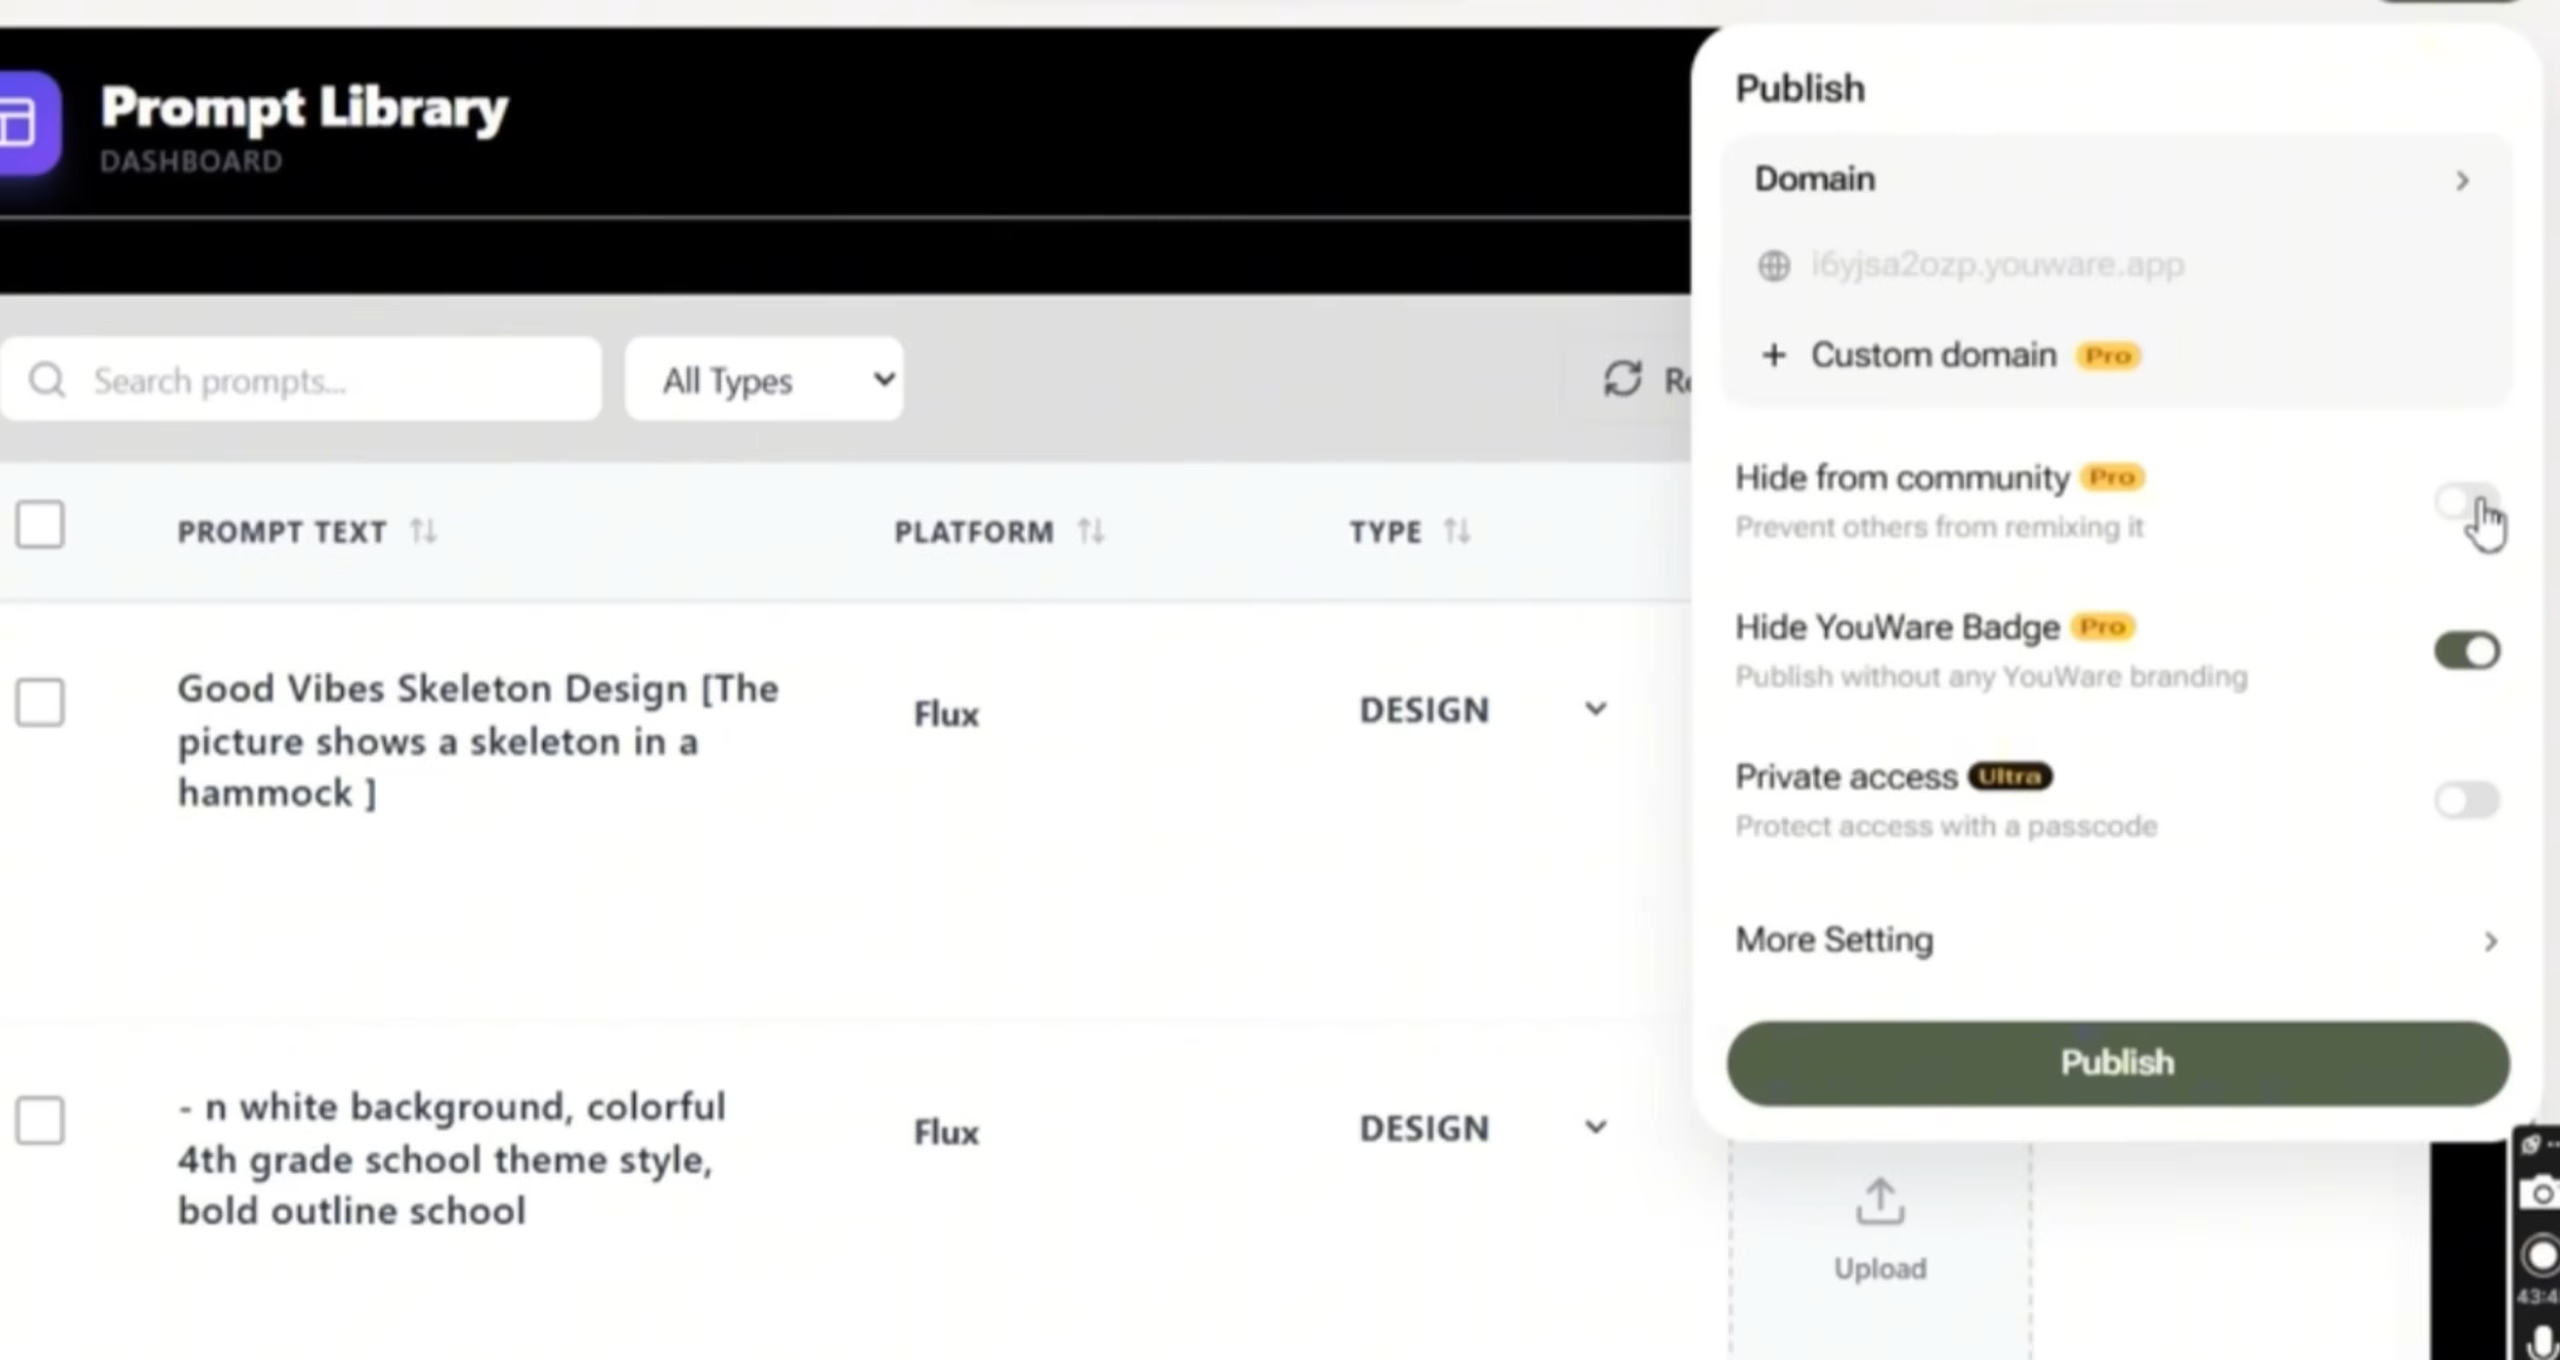 Prompt Library
DASHBOARD
Search prompts...
All Types
PROMPT TEXT
PLATFORM
TYPE
Good Vibes Skeleton Design [The
picture shows a skeleton in a
hammock ]
Flux
DESIGN
- n white background, colorful
4th grade school theme style,
bold outline school
Flux
DESIGN
Upload
Publish
Domain
i6yjsa2ozp.youware.app
+ Custom domain Pro
Hide from community Pro
Prevent others from remixing it
Hide YouWare Badge Pro
Publish without any YouWare branding
Private access Ultra
Protect access with a passcode
More Setting
Publish